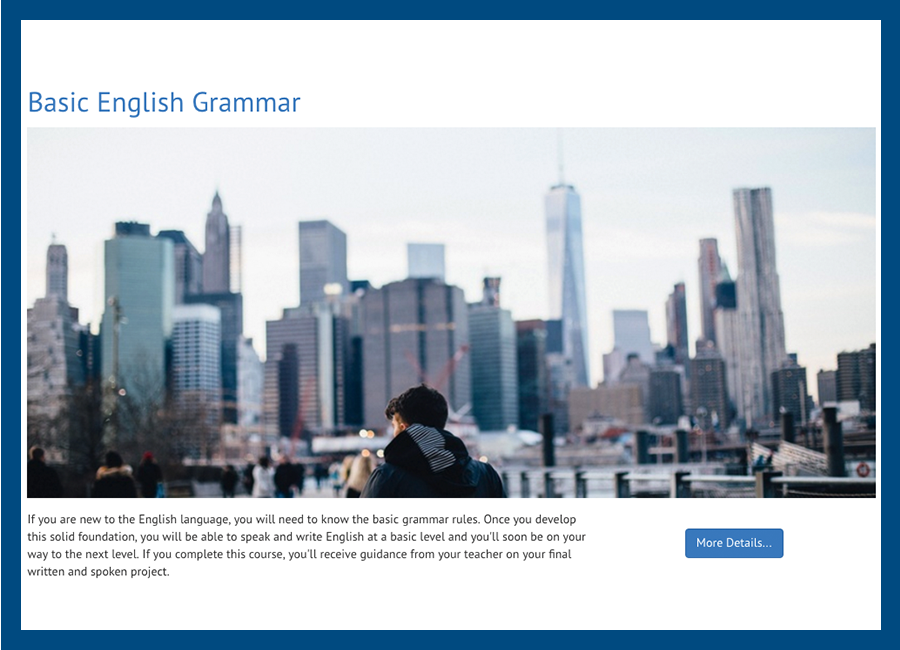 Basic English Grammar
If you are new to the English language, you will need to know the basic grammar rules. Once you develop
this solid foundation, you will be able to speak and write English at a basic level and you'll soon be on your
way to the next level. If you complete this course, you'll receive guidance from your teacher on your final
written and spoken project.
More Details...